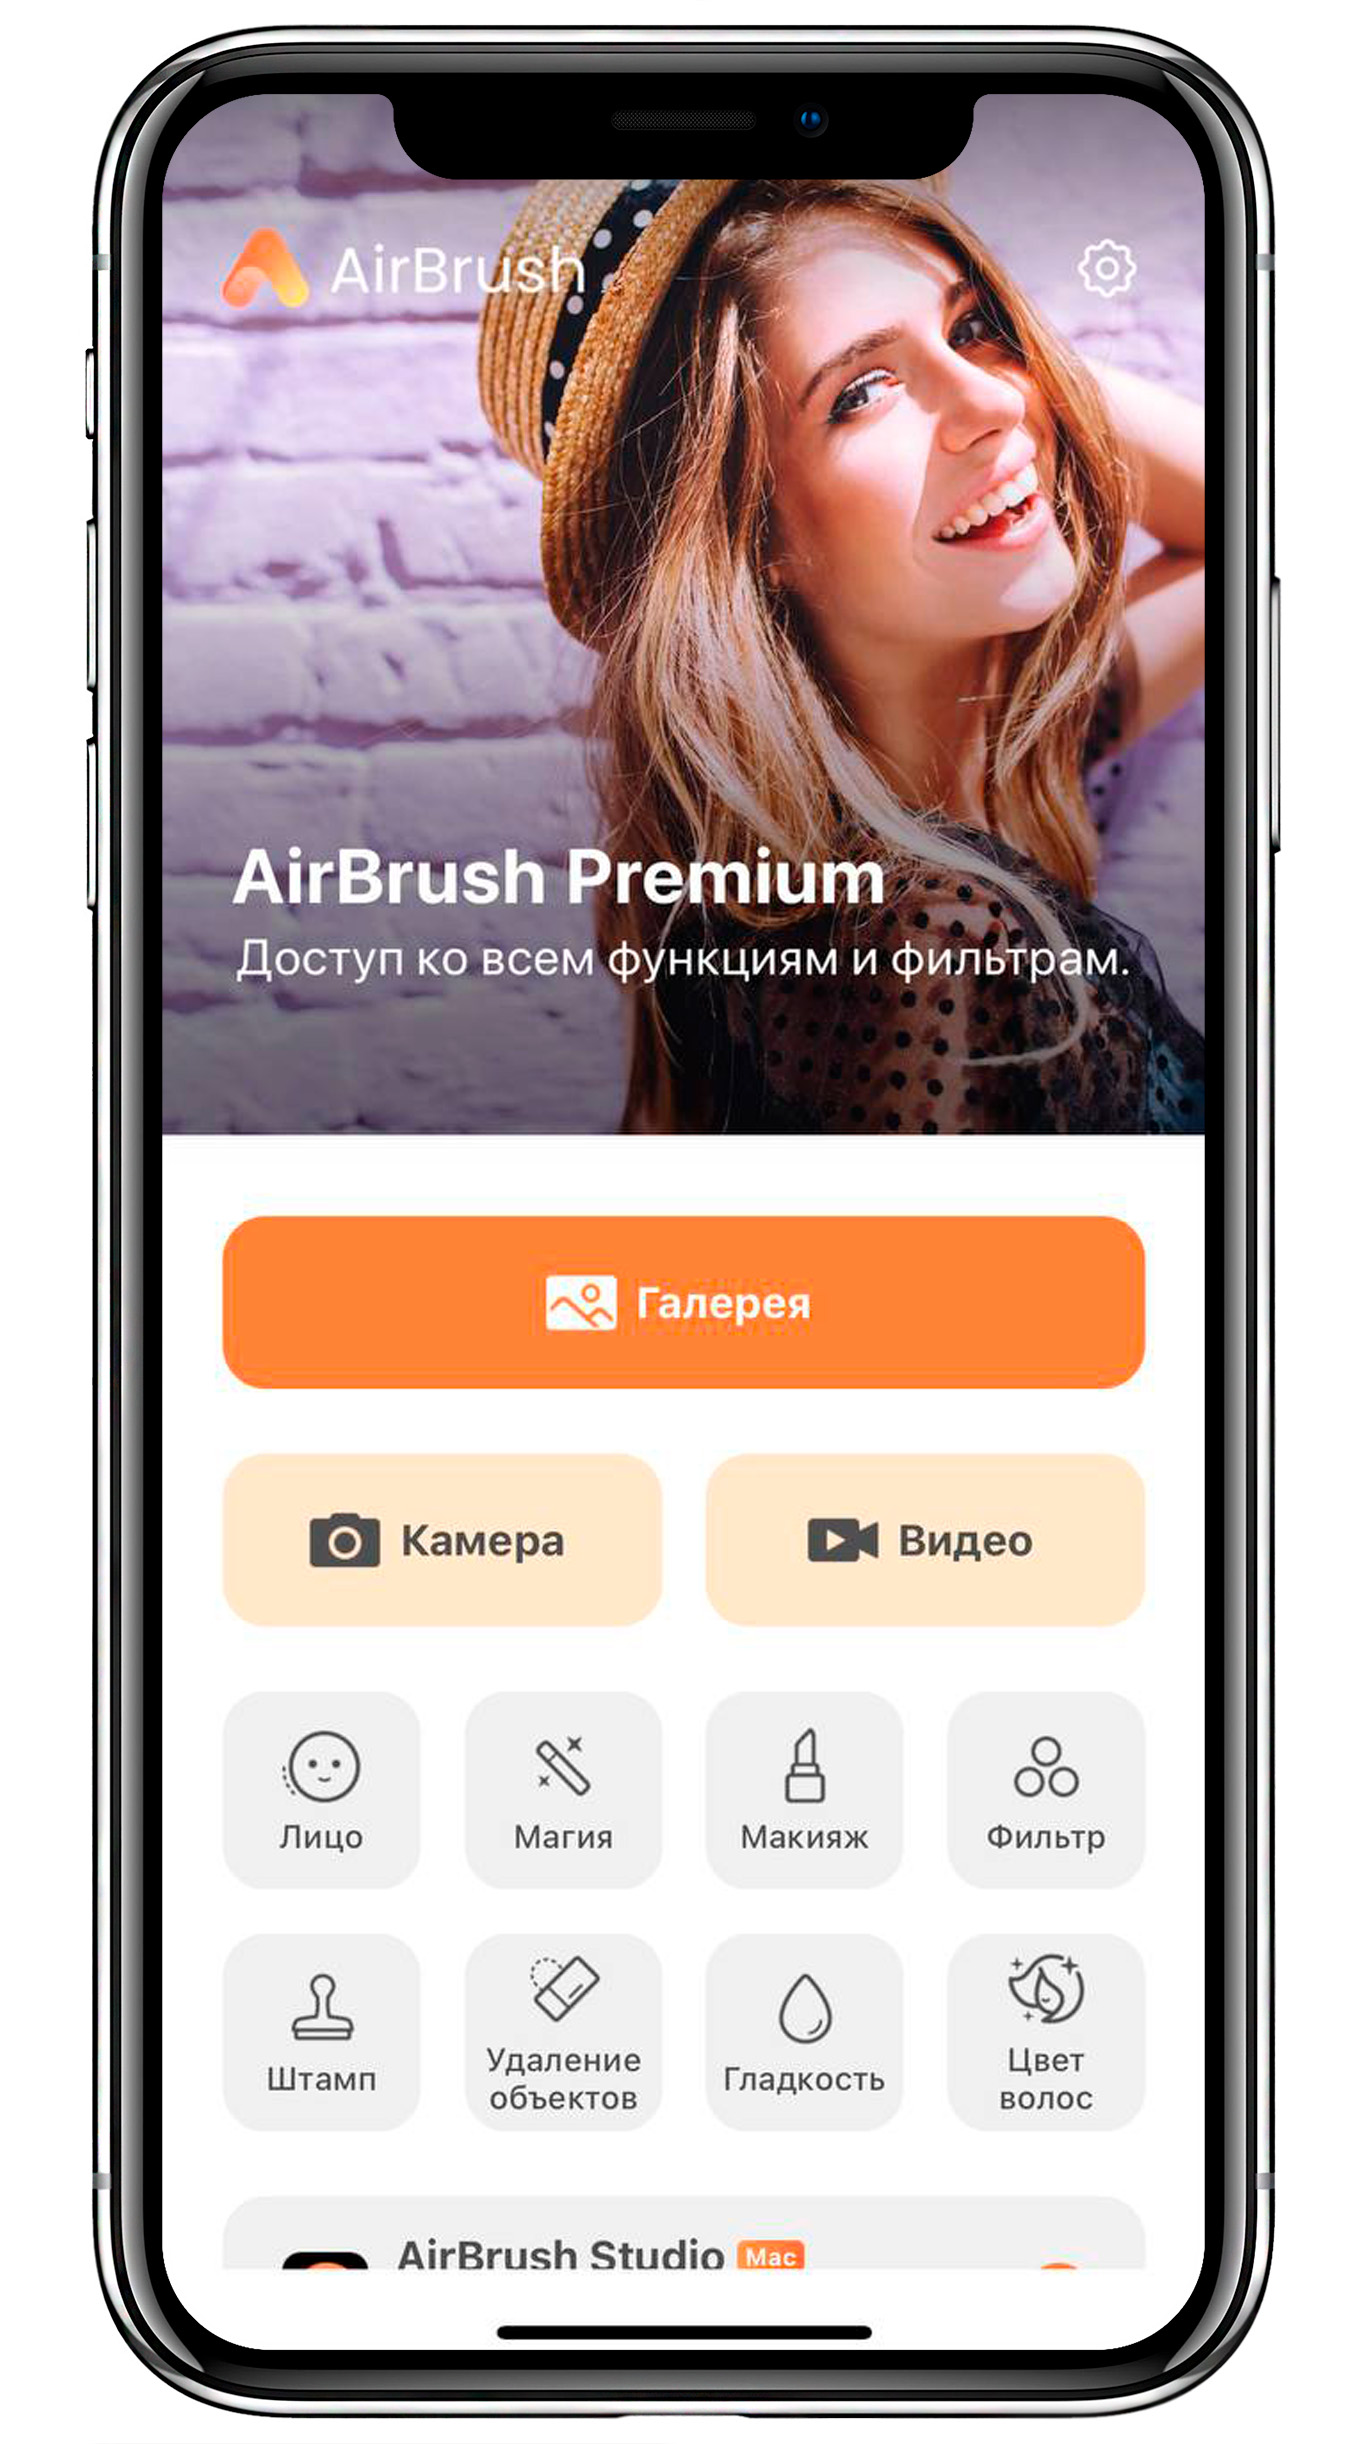 AirBrush
AirBrush Premium
Доступ ко всем функциям и фильтрам.
Галерея
Камера
Видео
Лицо
Магия
Макияж
Фильтр
Штамп
Удаление
объектов
Гладкость
Цвет
волос
AirBrush Studio Mac